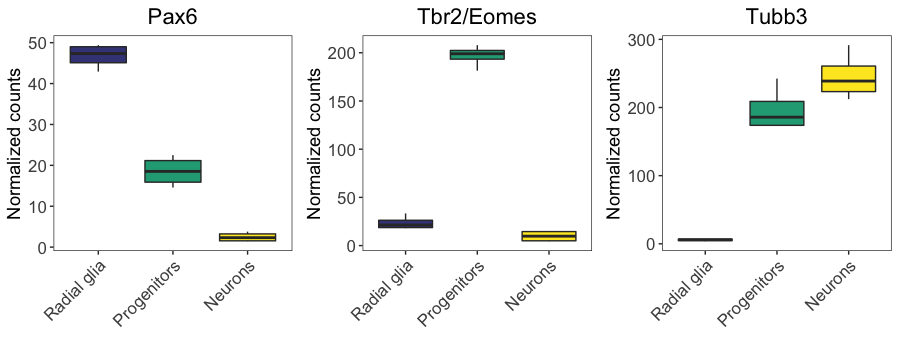 Pax6
Normalized counts
50
40
30
20
10
0
Radial glia
Progenitors
Neurons
Tbr2/Eomes
Normalized counts
200
150
100
50
0
Radial glia
Progenitors
Neurons
Tubb3
Normalized counts
300
200
100
0
Radial glia
Progenitors
Neurons